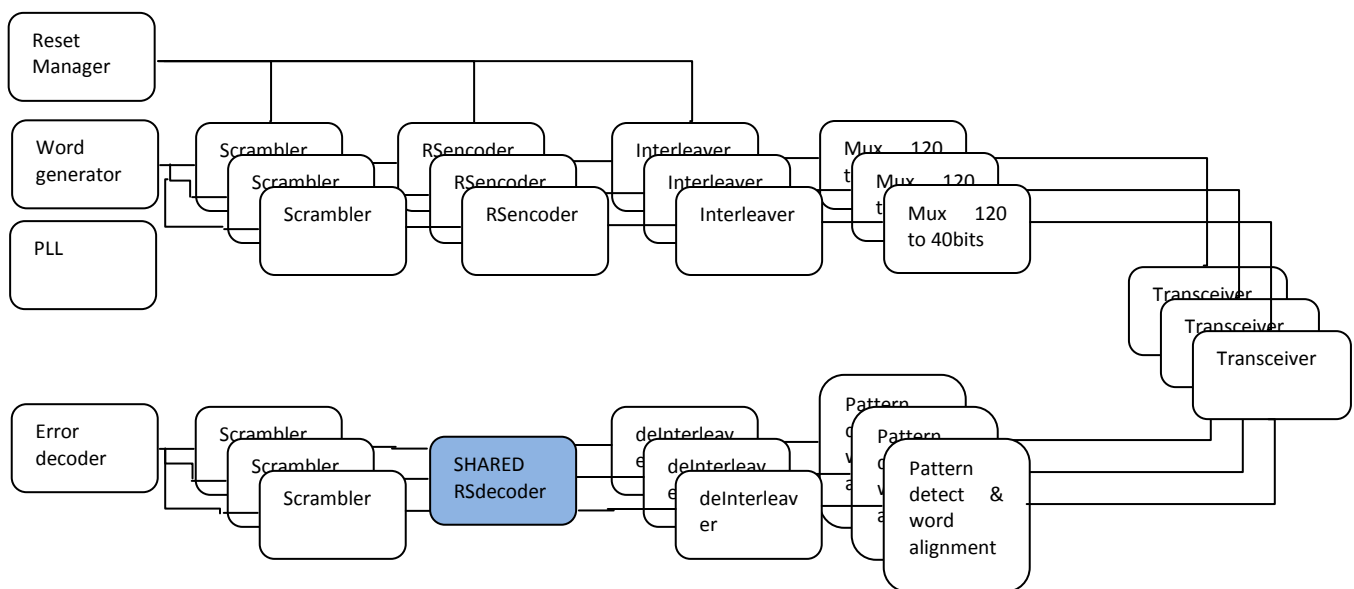 Reset
Manager
Word
generator
PLL
Scrambler
Scrambler
Scrambler
RSencoder
RSencoder
RSencoder
Interleaver
Interleaver
Interleaver
Mux 120
t
Mux 120
t
Mux 120
to 40bits
Transceiver
Transceiver
Transceiver
Error
decoder
Scrambler
Scrambler
Scrambler
SHARED
RSdecoder
deInterleav
e
deInterleav
e
deInterleav
er
Pattern
d
w
a
Pattern
d
w
a
Pattern
detect &
word
alignment